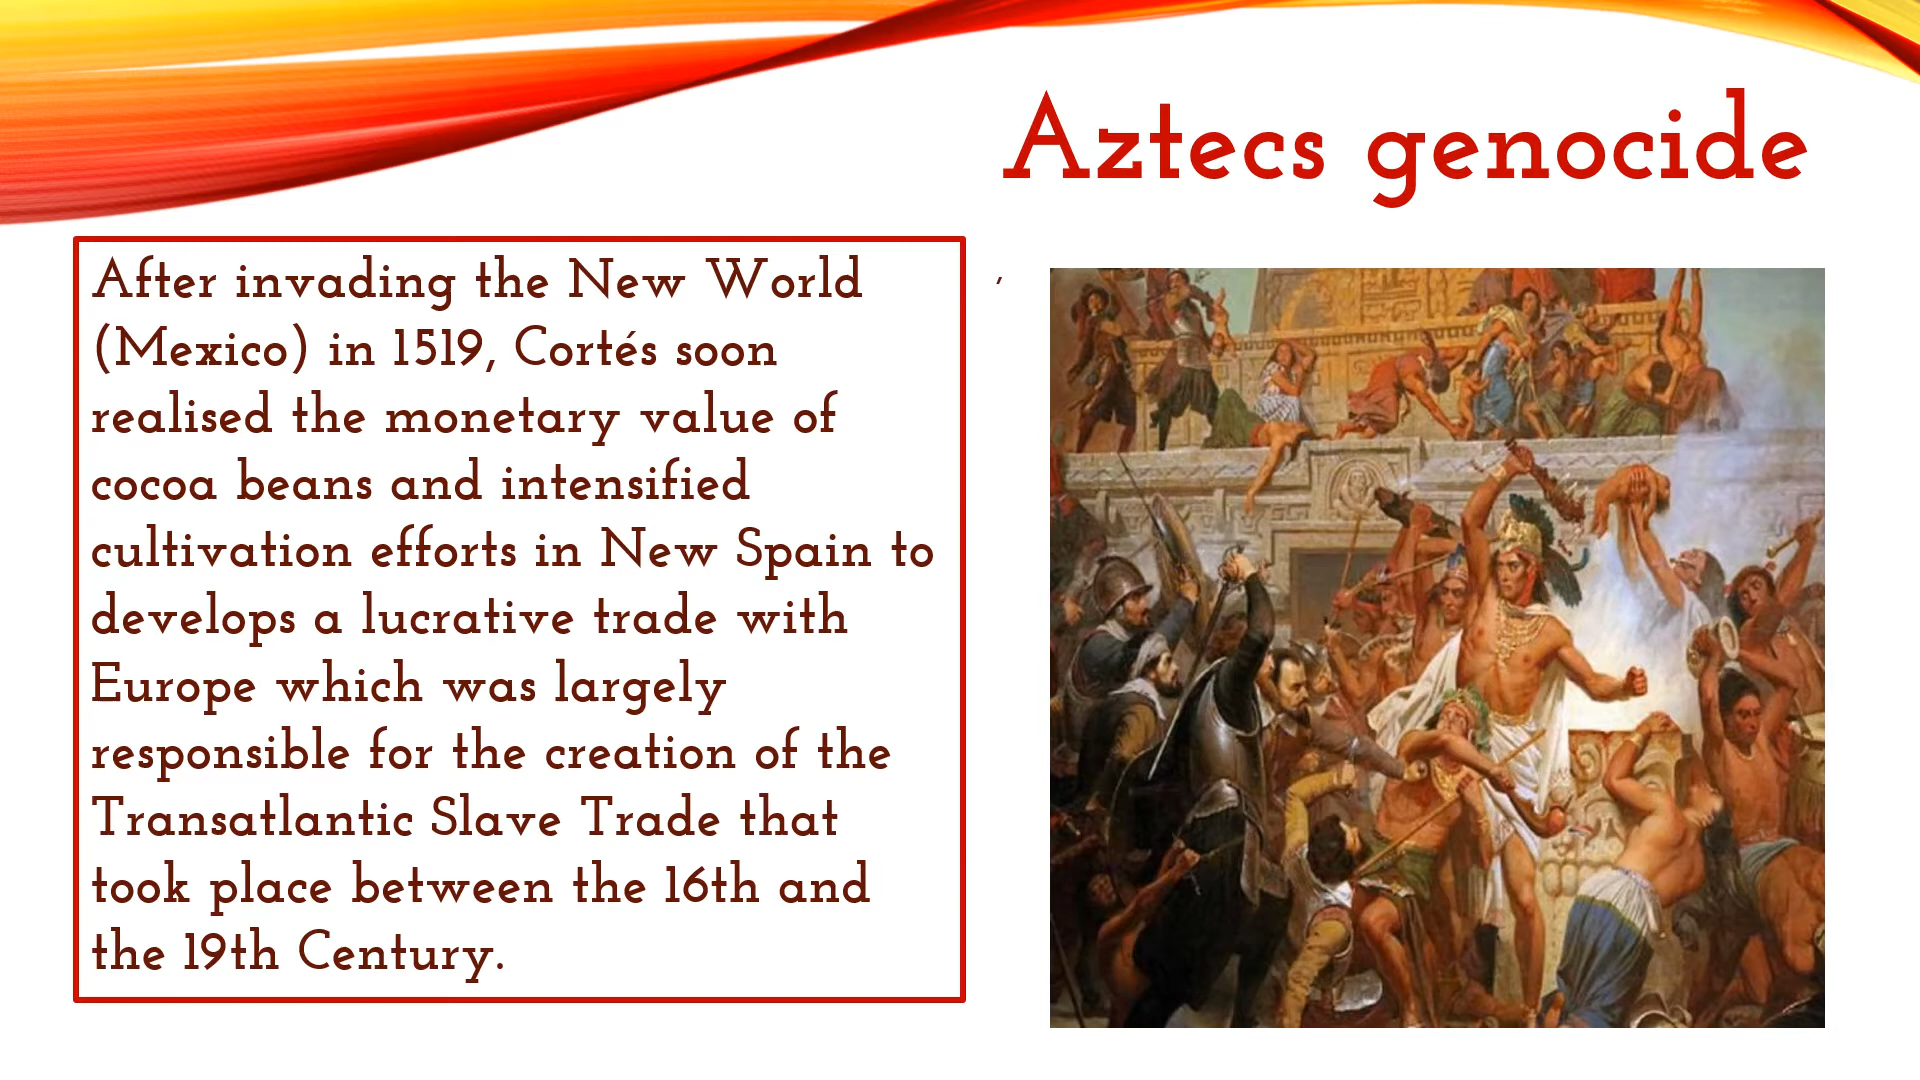 Aztecs genocide
After invading the New World
(Mexico) in 1519, Cortés soon
realised the monetary value of
cocoa beans and intensified
cultivation efforts in New Spain to
develops a lucrative trade with
Europe which was largely
responsible for the creation of the
Transatlantic Slave Trade that
took place between the 16th and
the 19th Century.
,